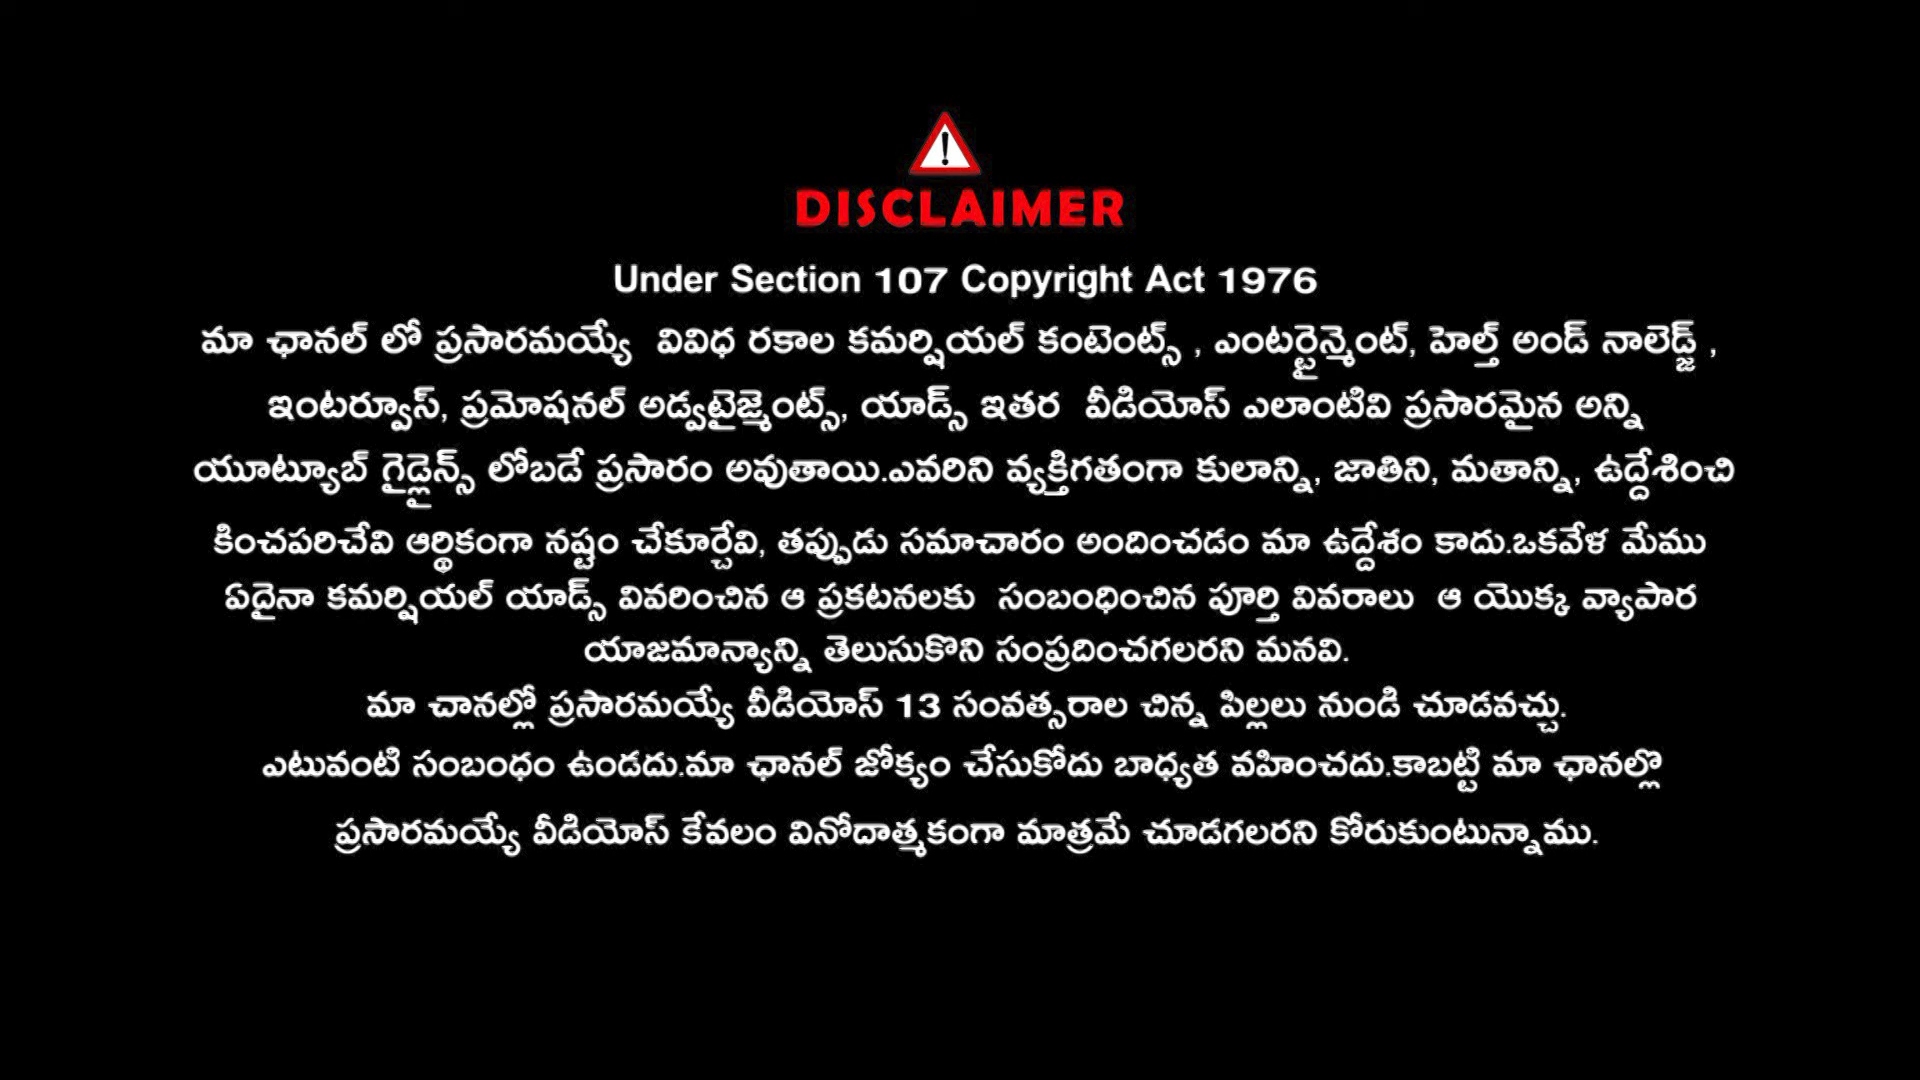 DISCLAIMER
Under Section 107 Copyright Act 1976
మా ఛానల్ లో ప్రసారమయ్యే వివిధ రకాల కమర్షియల్ కంటెంట్స్ , ఎంటర్టైన్మెంట్, హెల్త్ అండ్ నాలెడ్జ్ ,
ఇంటర్వూస్, ప్రమోషనల్ అడ్వటైజ్మెంట్స్, యాడ్స్ ఇతర వీడియోస్ ఎలాంటివి ప్రసారమైన అన్ని
యూట్యూబ్ గైడ్లైన్స్ లోబడే ప్రసారం అవుతాయి.ఎవరిని వ్యక్తిగతంగా కులాన్ని, జాతిని, మతాన్ని, ఉద్దేశించి
కించపరిచేవి ఆర్థికంగా నష్టం చేకూర్చేవి, తప్పుడు సమాచారం అందించడం మా ఉద్దేశం కాదు.ఒకవేళ మేము
ఏదైనా కమర్షియల్ యాడ్స్ వివరించిన ఆ ప్రకటనలకు సంబంధించిన పూర్తి వివరాలు ఆ యొక్క వ్యాపార
యాజమాన్యాన్ని తెలుసుకొని సంప్రదించగలరని మనవి.
మా చానల్లో ప్రసారమయ్యే వీడియోస్ 13 సంవత్సరాల చిన్న పిల్లలు నుండి చూడవచ్చు.
ఎటువంటి సంబంధం ఉండదు.మా ఛానల్ జోక్యం చేసుకోదు బాధ్యత వహించదు.కాబట్టి మా ఛానల్లొ
ప్రసారమయ్యే వీడియోస్ కేవలం వినోదాత్మకంగా మాత్రమే చూడగలరని కోరుకుంటున్నాము.